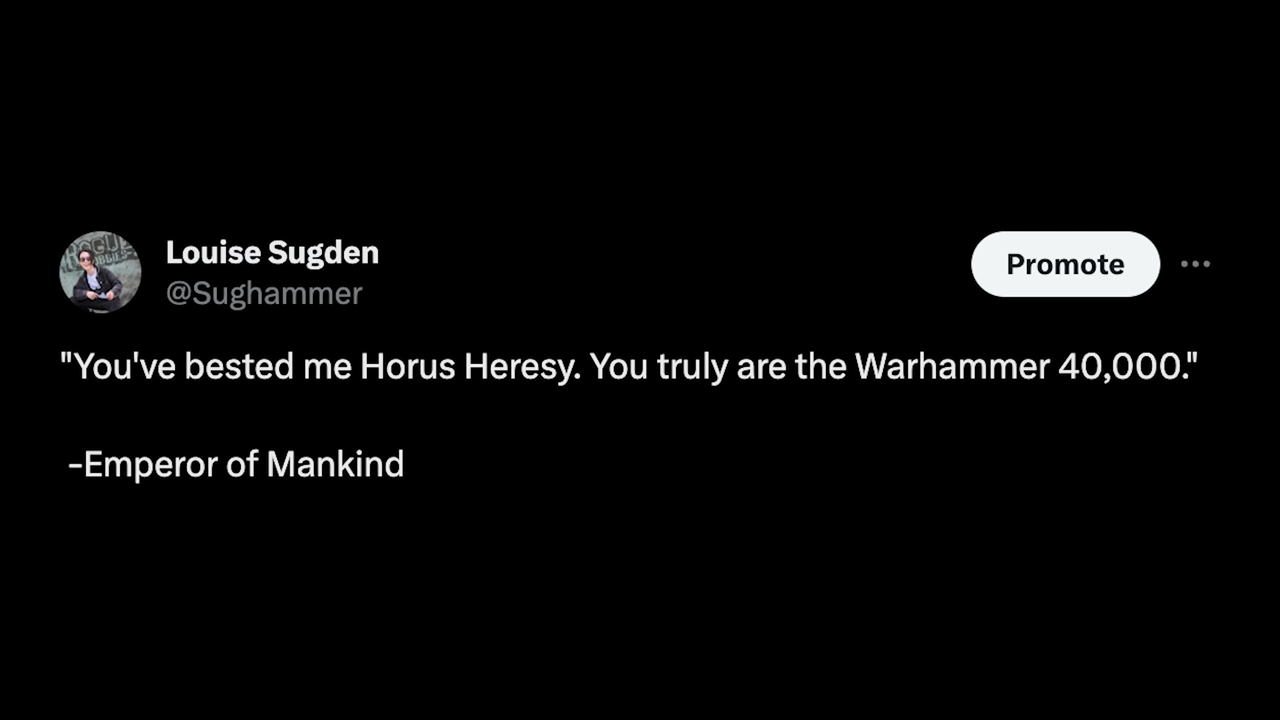 Louise Sugden
@Sughammer
Promote
"You've bested me Horus Heresy. You truly are the Warhammer 40,000."
-Emperor of Mankind